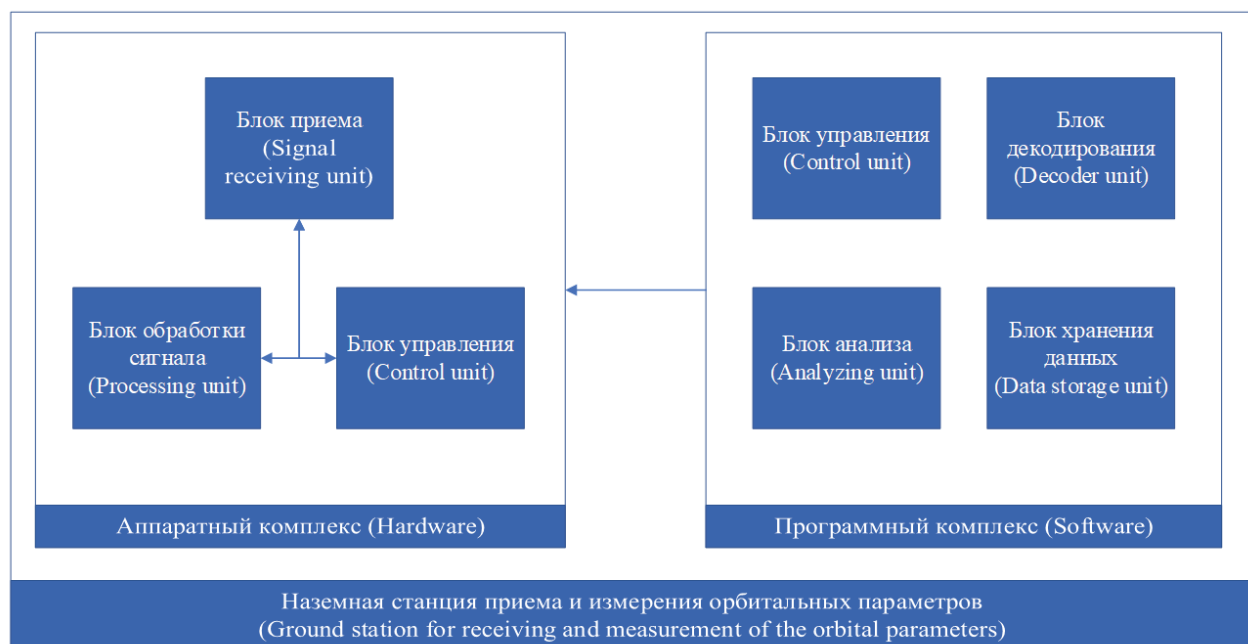 Блок приема
(Signal
receiving unit)
Блок обработки
сигнала
(Processing unit)
Блок управления
(Control unit)
Аппаратный комплекс (Hardware)
Блок управления
(Control unit)
Блок
декодирования
(Decoder unit)
Блок анализа
(Analyzing unit)
Блок хранения
данных
(Data storage unit)
Программный комплекс (Software)
Наземная станция приема и измерения орбитальных параметров
(Ground station for receiving and measurement of the orbital parameters)